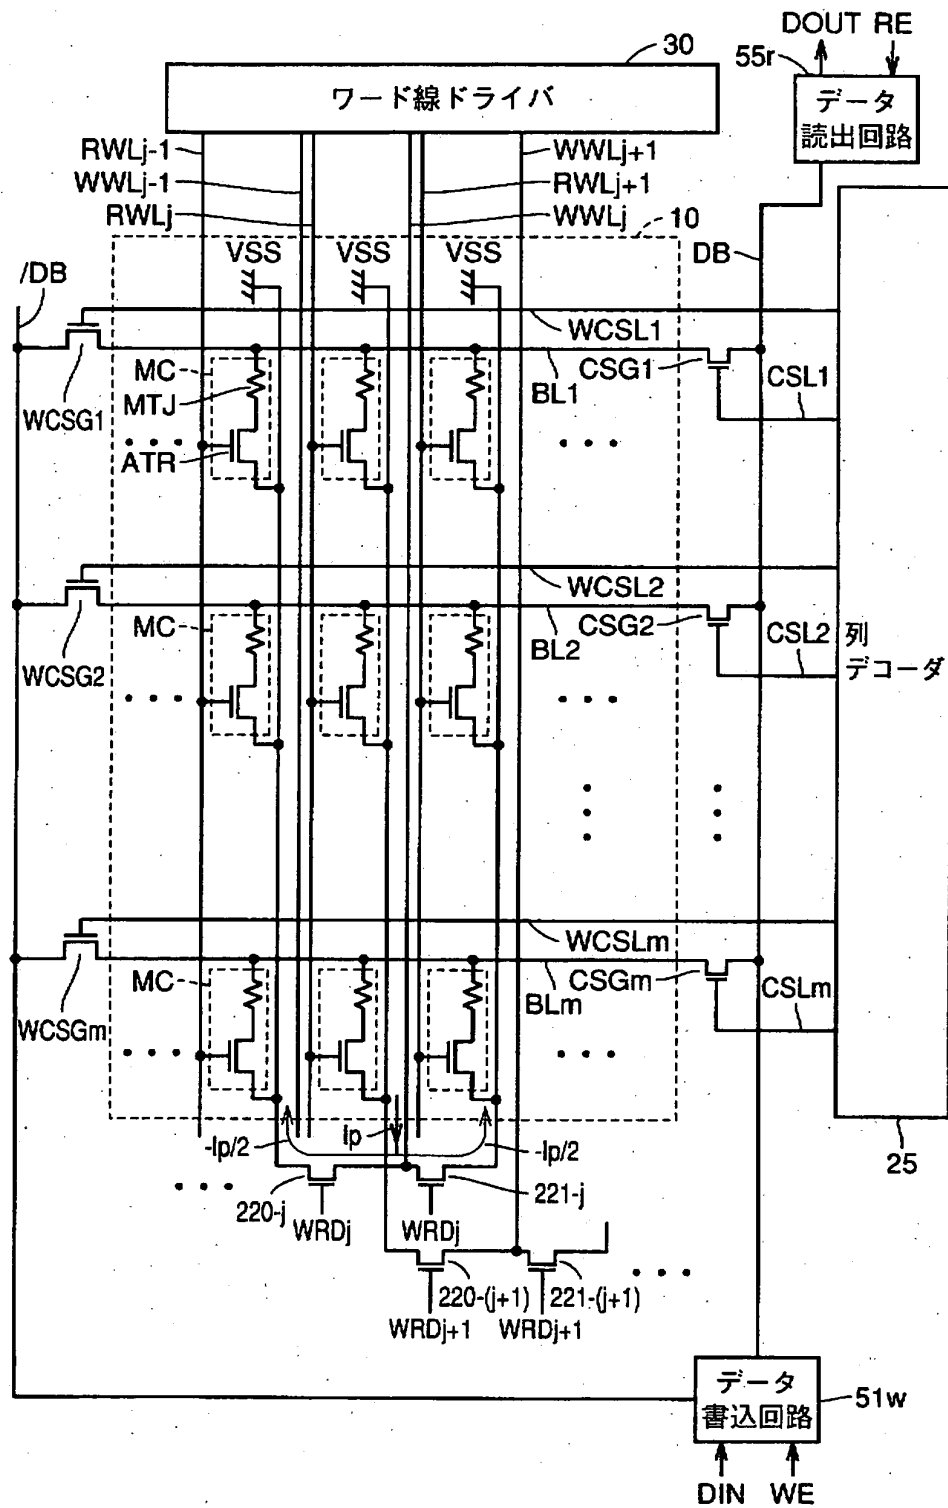 DOUT RE
55r
30
ワード線ドライバ
データ
読出回路
RWLj-1
WWLj+1
WWLj-1
RWLj+1
RWLj
WWLj
10
DB
/DB
VSS VSS VSS
WCSL1
MC
MTJ
ATR
WCSG1
BL1
CSG1
CSL1
WCSL2
MC
WCSG2
BL2
CSG2
CSL2
列
デコーダ
WCSLm
MC
WCSGm
BLm
CSGm
CSLm
25
-Ip/2
Ip
-Ip/2
220-j
221-j
WRDj
WRDj
220-(j+1)
221-(j+1)
WRDj+1
WRDj+1
データ
書込回路
51w
DIN WE